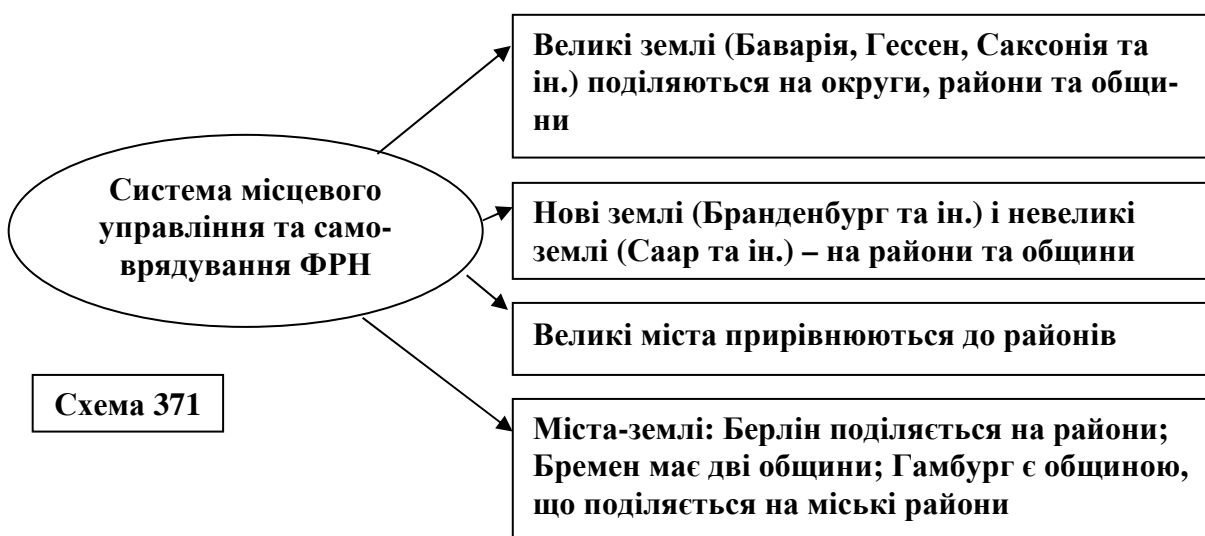 Великі землі (Баварія, Гессен, Саксонія та
ін.) поділяються на округи, райони та общи-
ни
Система місцевого
управління та само-
врядування ФРН
Нові землі (Бранденбург та ін.) і невеликі
землі (Саар та ін.) – на райони та общини
Великі міста прирівнюються до районів
Схема 371
Міста-землі: Берлін поділяється на райони;
Бремен має дві общини; Гамбург є общиною,
що поділяється на міські райони